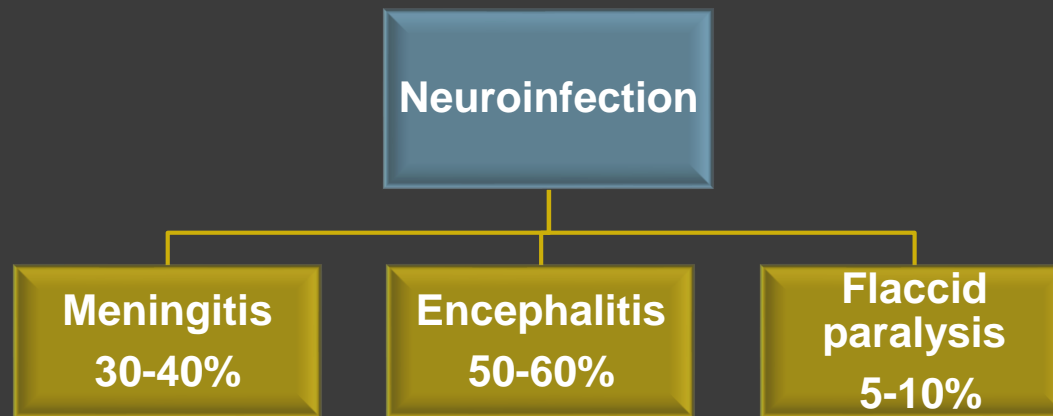 Neuroinfection
Meningitis
30-40%
Encephalitis
50-60%
Flaccid
paralysis
5-10%